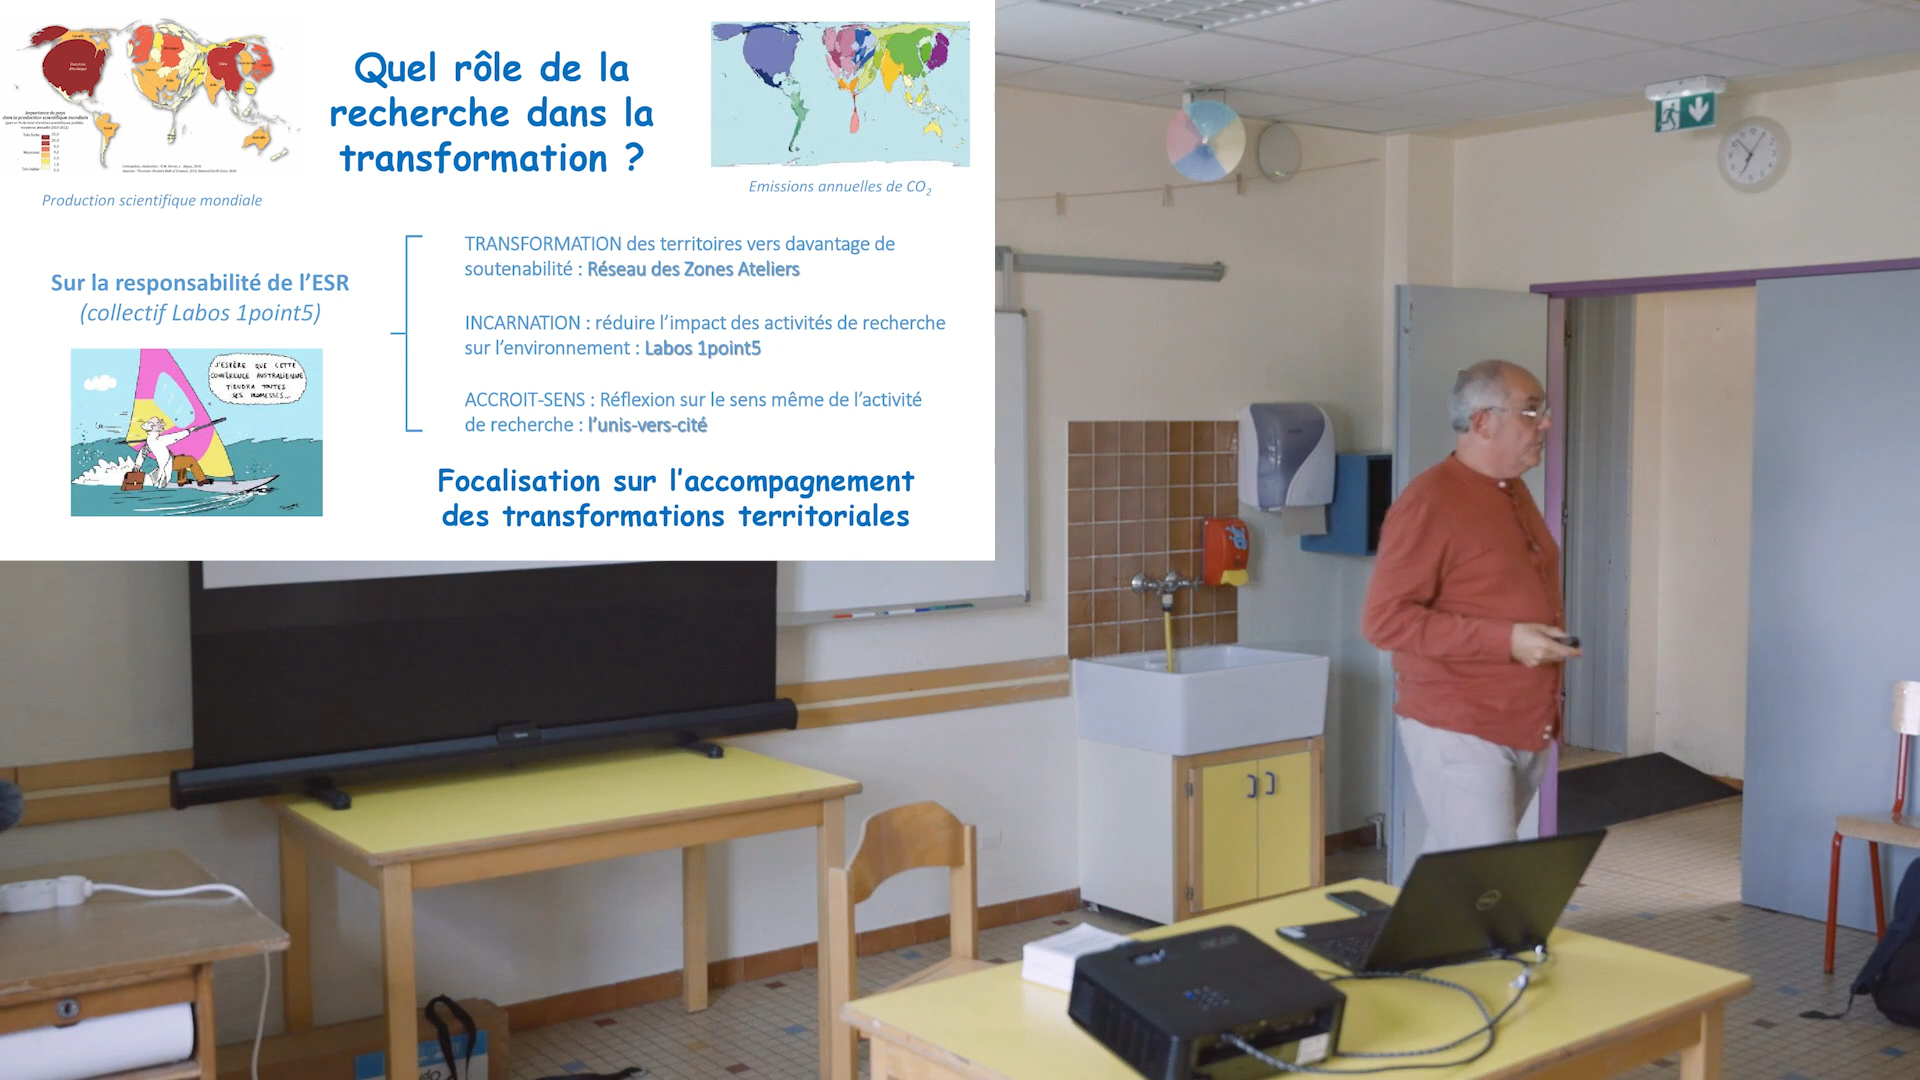 Quel rôle de la
recherche dans la
transformation ?
Production scientifique mondiale
Emissions annuelles de CO2
Sur la responsabilité de l'ESR
(collectif Labos 1point5)
TRANSFORMATION des territoires vers davantage de
soutenabilité : Réseau des Zones Ateliers
INCARNATION : réduire l'impact des activités de recherche
sur l'environnement : Labos 1point5
ACCROIT-SENS : Réflexion sur le sens même de l'activité
de recherche : l'unis-vers-cité
J'ESPÈRE QUE CETTE
CONFÉRENCE AUSTRALIENNE
TIENDRA TOUTES
SES PROMESSES...
Focalisation sur l'accompagnement
des transformations territoriales
DELL